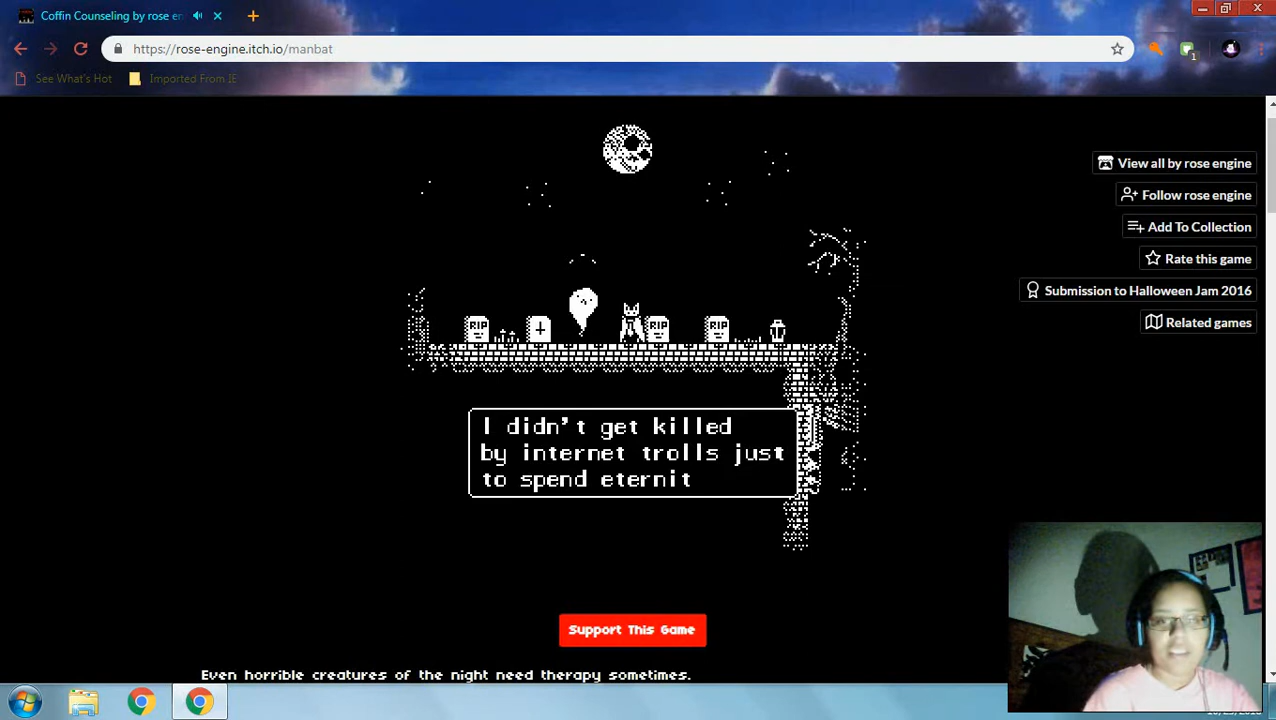 Coffin Counseling by rose en
https://rose-engine.itch.io/manbat
1
See What's Hot
Imported From IE
View all by rose engine
Follow rose engine
Add To Collection
Rate this game
Submission to Halloween Jam 2016
Related games
RIP
RIP
RIP
I didn't get killed
by internet trolls just
to spend eternit
Support This Game
Even horrible creatures of the night need therapy sometimes.